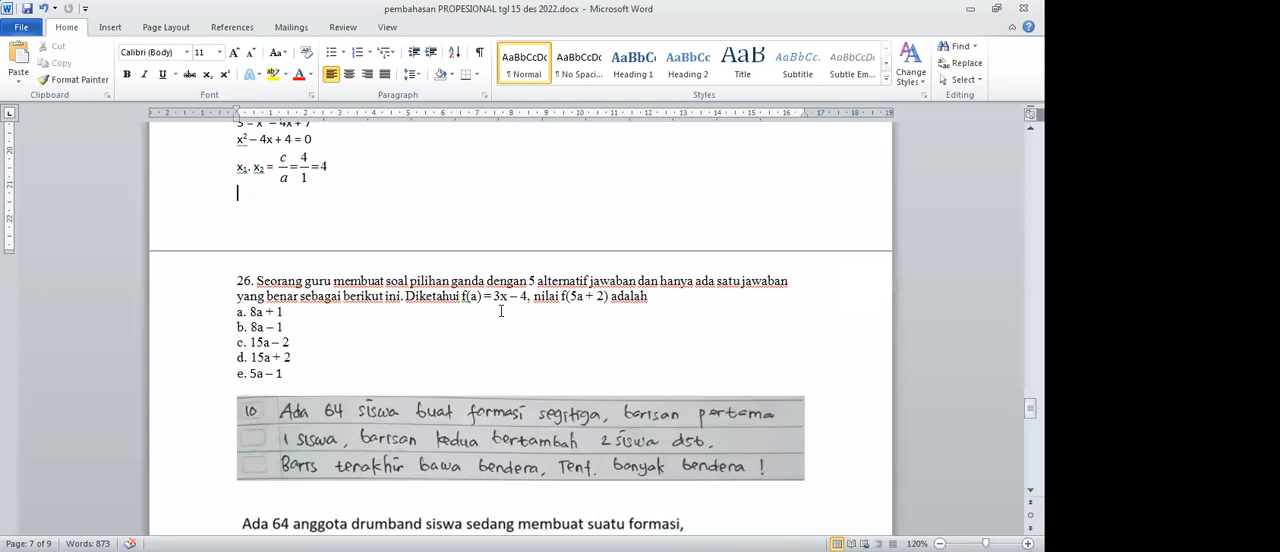 pembahasan PROPESIONAL tgl 15 des 2022.docx - Microsoft Word
File Home Insert Page Layout References Mailings Review View
Cut
Copy
Format Painter
Paste
Clipboard
Calibri (Body) 11
Font
Paragraph
AaBbCcDc AaBbCcDc AaBbCc AaBbCc AaB AaBbCc. AaBbCcDc
¶ Normal ¶ No Spaci... Heading 1 Heading 2 Title Subtitle Subtle Em...
Styles
Change Styles
Find
Replace
Select
Editing
x² – 4x + 4 = 0
x₁. x₂ = c/a = 4/1 = 4
26. Seorang guru membuat soal pilihan ganda dengan 5 alternatif jawaban dan hanya ada satu jawaban
yang benar sebagai berikut ini. Diketahui f(a) = 3x – 4, nilai f(5a + 2) adalah
a. 8a + 1
b. 8a – 1
c. 15a – 2
d. 15a + 2
e. 5a – 1
10 Ada 64 siswa buat formasi segitiga, barisan pertama
1 siswa, barisan kedua bertambah 2 siswa dst.
Baris terakhir bawa bendera, Tent. banyak bendera !
Ada 64 anggota drumband siswa sedang membuat suatu formasi,
Page: 7 of 9 Words: 873 120%